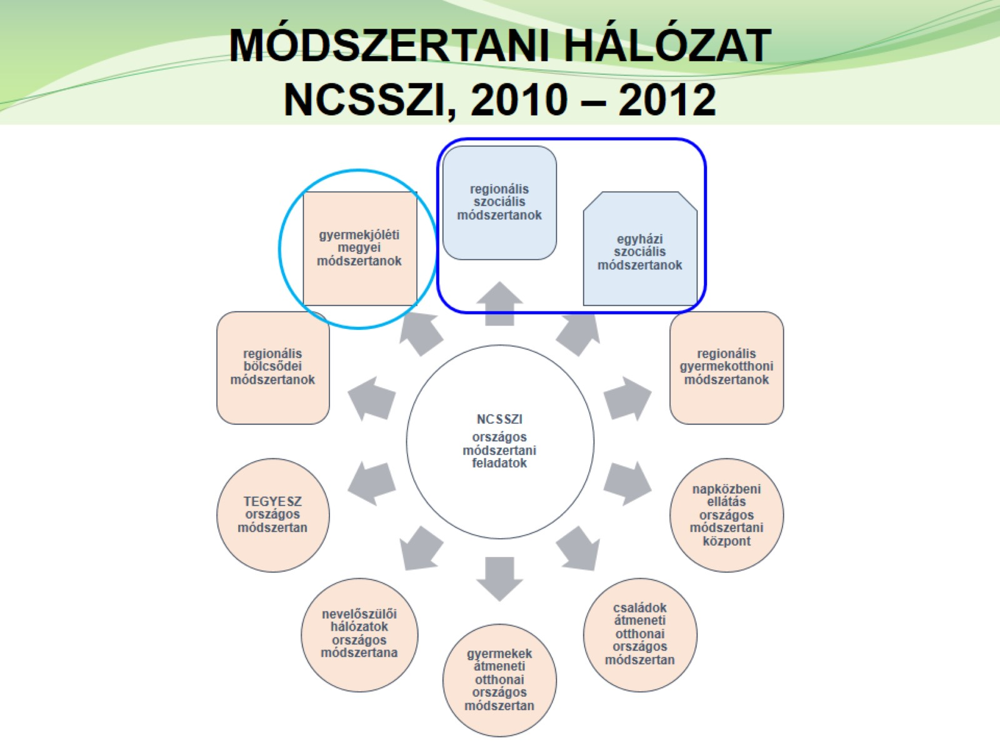 MÓDSZERTANI HÁLÓZAT
NCSSZI, 2010 – 2012
regionális
szociális
módszertanok
egyházi
szociális
módszertanok
regionális
gyermekotthoni
módszertanok
napközbeni
ellátás
országos
módszertani
központ
családok
átmeneti
otthonai
országos
módszertan
gyermekek
átmeneti
otthonai
országos
módszertan
nevelőszülői
hálózatok
országos
módszertana
TEGYESZ
országos
módszertan
regionális
bölcsődei
módszertanok
gyermekjóléti
megyei
módszertanok
NCSSZI
országos
módszertani
feladatok